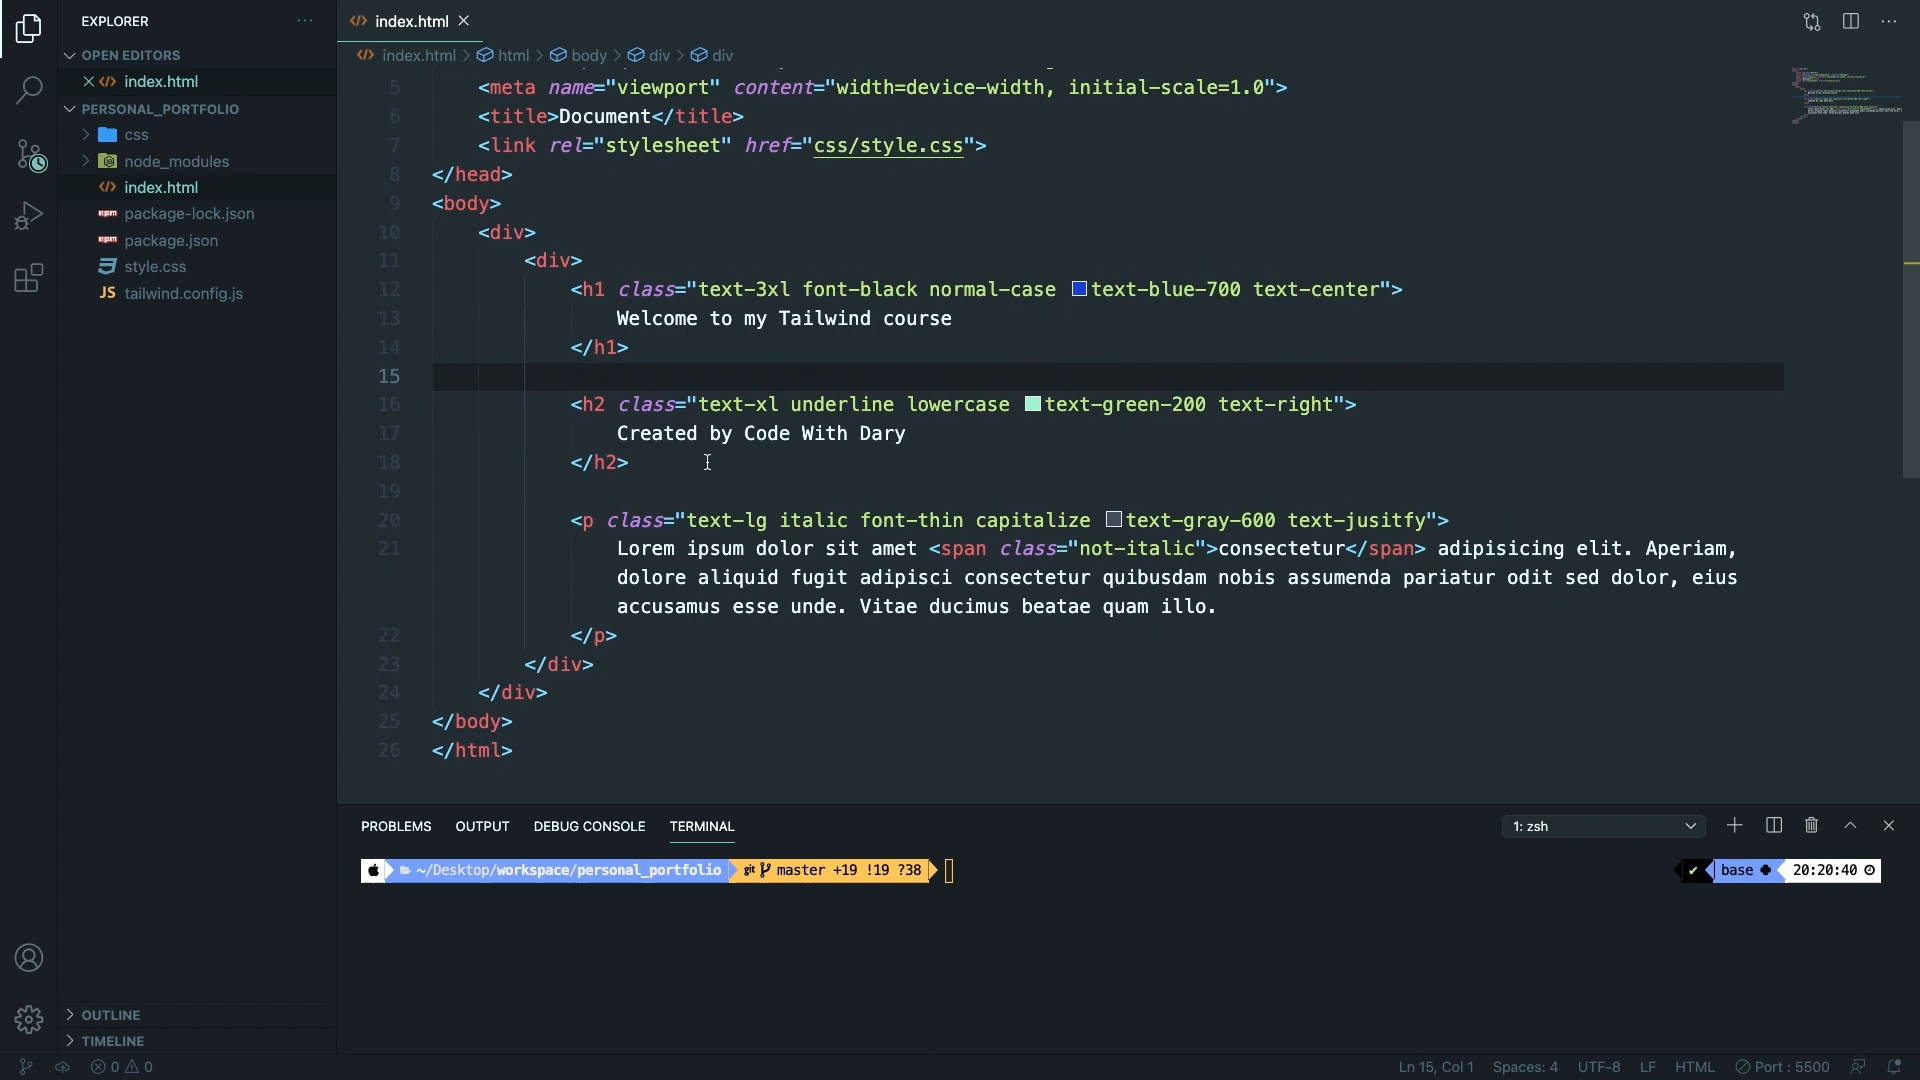 EXPLORER
OPEN EDITORS
index.html
PERSONAL_PORTFOLIO
css
node_modules
index.html
package-lock.json
package.json
style.css
JS tailwind.config.js
OUTLINE
TIMELINE
index.html
index.html > html > body > div > div
5 <meta name="viewport" content="width=device-width, initial-scale=1.0">
6 <title>Document</title>
7 <link rel="stylesheet" href="css/style.css">
8 </head>
9 <body>
10 <div>
11 <div>
12 <h1 class="text-3xl font-black normal-case text-blue-700 text-center">
13 Welcome to my Tailwind course
14 </h1>
15
16 <h2 class="text-xl underline lowercase text-green-200 text-right">
17 Created by Code With Dary
18 </h2>
19
20 <p class="text-lg italic font-thin capitalize text-gray-600 text-jusitfy">
21 Lorem ipsum dolor sit amet <span class="not-italic">consectetur</span> adipisicing elit. Aperiam,
dolore aliquid fugit adipisci consectetur quibusdam nobis assumenda pariatur odit sed dolor, eius
accusamus esse unde. Vitae ducimus beatae quam illo.
22 </p>
23 </div>
24 </div>
25 </body>
26 </html>
PROBLEMS OUTPUT DEBUG CONSOLE TERMINAL 1: zsh
~/Desktop/workspace/personal_portfolio git master +19 !19 ?38 base 20:20:40
0 0 Ln 15, Col 1 Spaces: 4 UTF-8 LF HTML Port : 5500